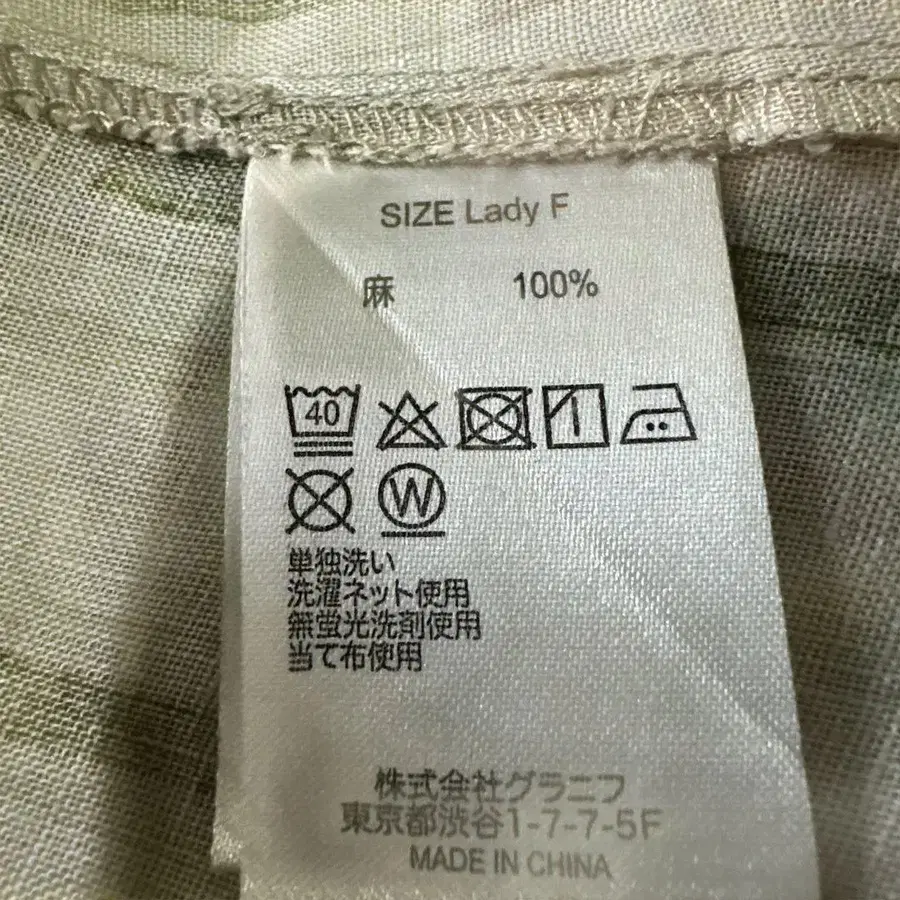 SIZE Lady F
麻 100%
40
W
単独洗い
洗濯ネット使用
無蛍光洗剤使用
当て布使用
株式会社グラニフ
東京都渋谷1-7-7-5F
MADE IN CHINA